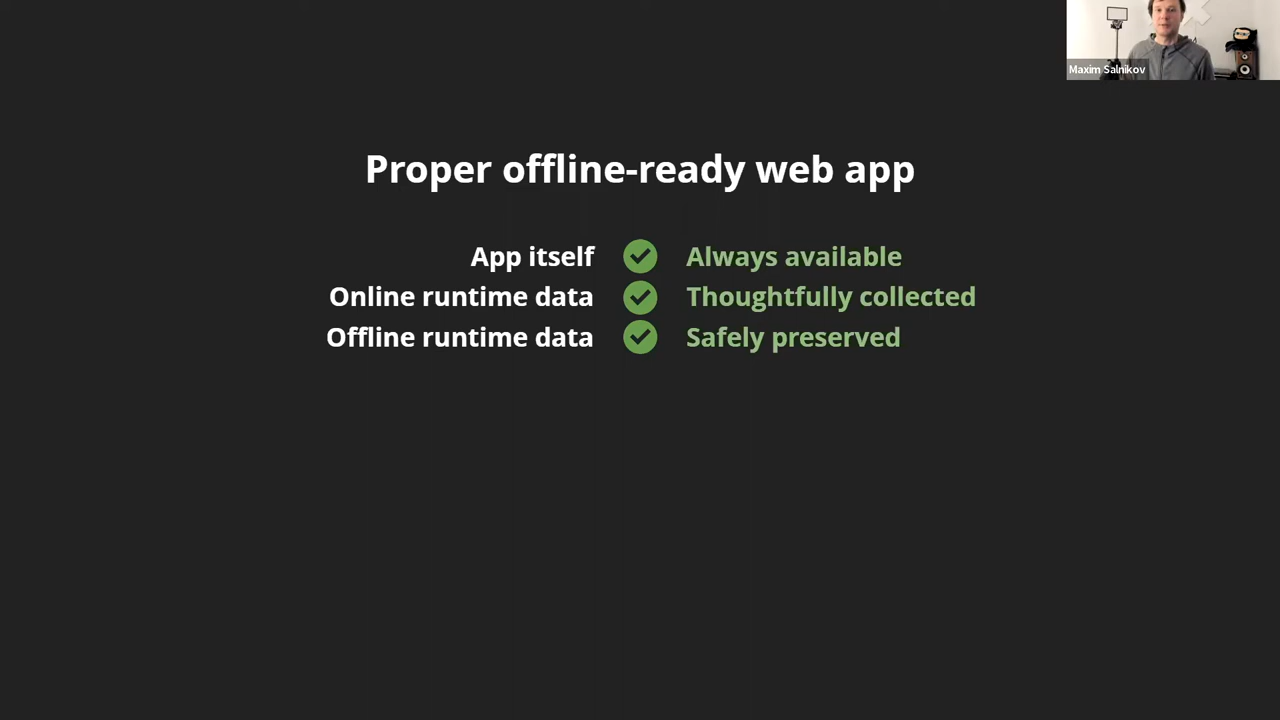 Maxim Salnikov
Proper offline-ready web app
App itself Always available
Online runtime data Thoughtfully collected
Offline runtime data Safely preserved